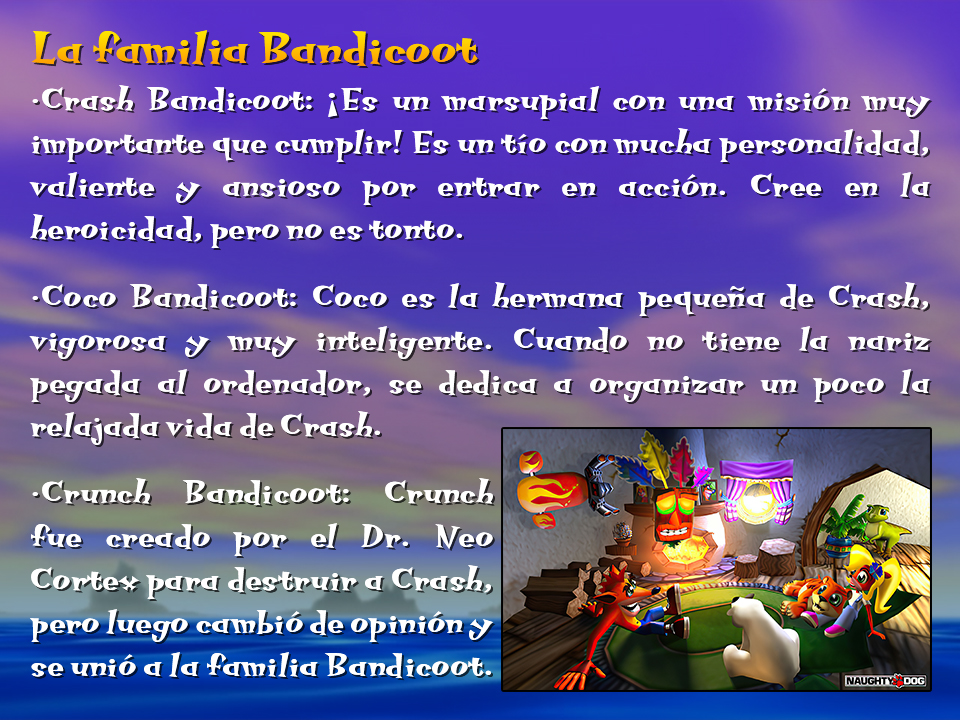 La familia Bandicoot
·Crash Bandicoot: ¡Es un marsupial con una misión muy
importante que cumplir! Es un tío con mucha personalidad,
valiente y ansioso por entrar en acción. Cree en la
heroicidad, pero no es tonto.
·Coco Bandicoot: Coco es la hermana pequeña de Crash,
vigorosa y muy inteligente. Cuando no tiene la nariz
pegada al ordenador, se dedica a organizar un poco la
relajada vida de Crash.
·Crunch Bandicoot: Crunch
fue creado por el Dr. Neo
Cortex para destruir a Crash,
pero luego cambió de opinión y
se unió a la familia Bandicoot.
NAUGHTY DOG